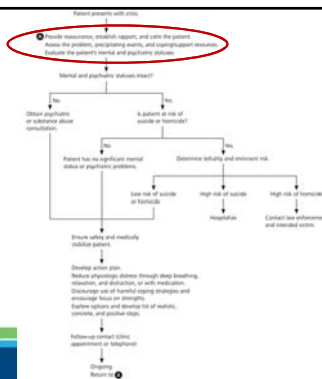 Patient presents with crisis.
A Provide reassurance, establish rapport, and calm the patient.
Assess the problem, precipitating events, and coping/support resources.
Evaluate the patient's mental and psychiatric statuses.
Mental and psychiatric statuses intact?
No
Yes
Obtain psychiatric
or substance abuse
consultation.
Is patient at risk of
suicide or homicide?
No
Yes
Patient has no significant mental
status or psychiatric problems.
Determine lethality and imminent risk.
Low risk of suicide
or homicide
High risk of suicide
High risk of homicide
Hospitalize
Contact law enforcement
and intended victim.
Ensure safety and medically
stabilize patient.
Develop action plan.
Reduce physiologic distress through deep breathing,
relaxation, and distraction, or with medication.
Discourage use of harmful coping strategies and
encourage focus on strengths.
Explore options and develop list of realistic,
concrete, and positive steps.
Follow-up contact (clinic
appointment or telephone)
Ongoing
Return to A